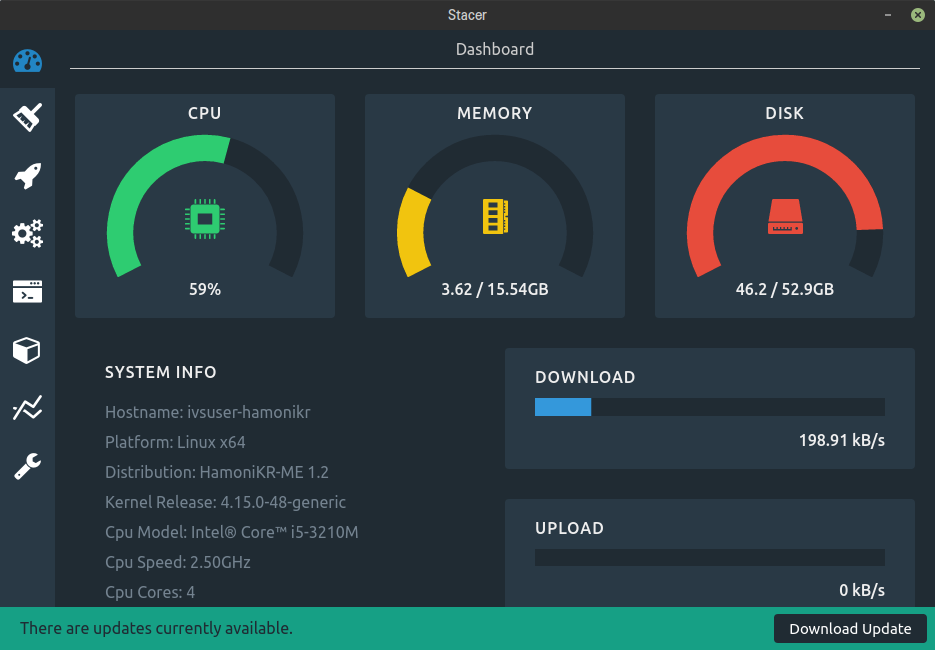 Stacer
Dashboard
CPU
59%
MEMORY
3.62 / 15.54GB
DISK
46.2 / 52.9GB
SYSTEM INFO
Hostname: ivsuser-hamonikr
Platform: Linux x64
Distribution: HamoniKR-ME 1.2
Kernel Release: 4.15.0-48-generic
Cpu Model: Intel® Core™ i5-3210M
Cpu Speed: 2.50GHz
Cpu Cores: 4
DOWNLOAD
198.91 kB/s
UPLOAD
0 kB/s
There are updates currently available.
Download Update